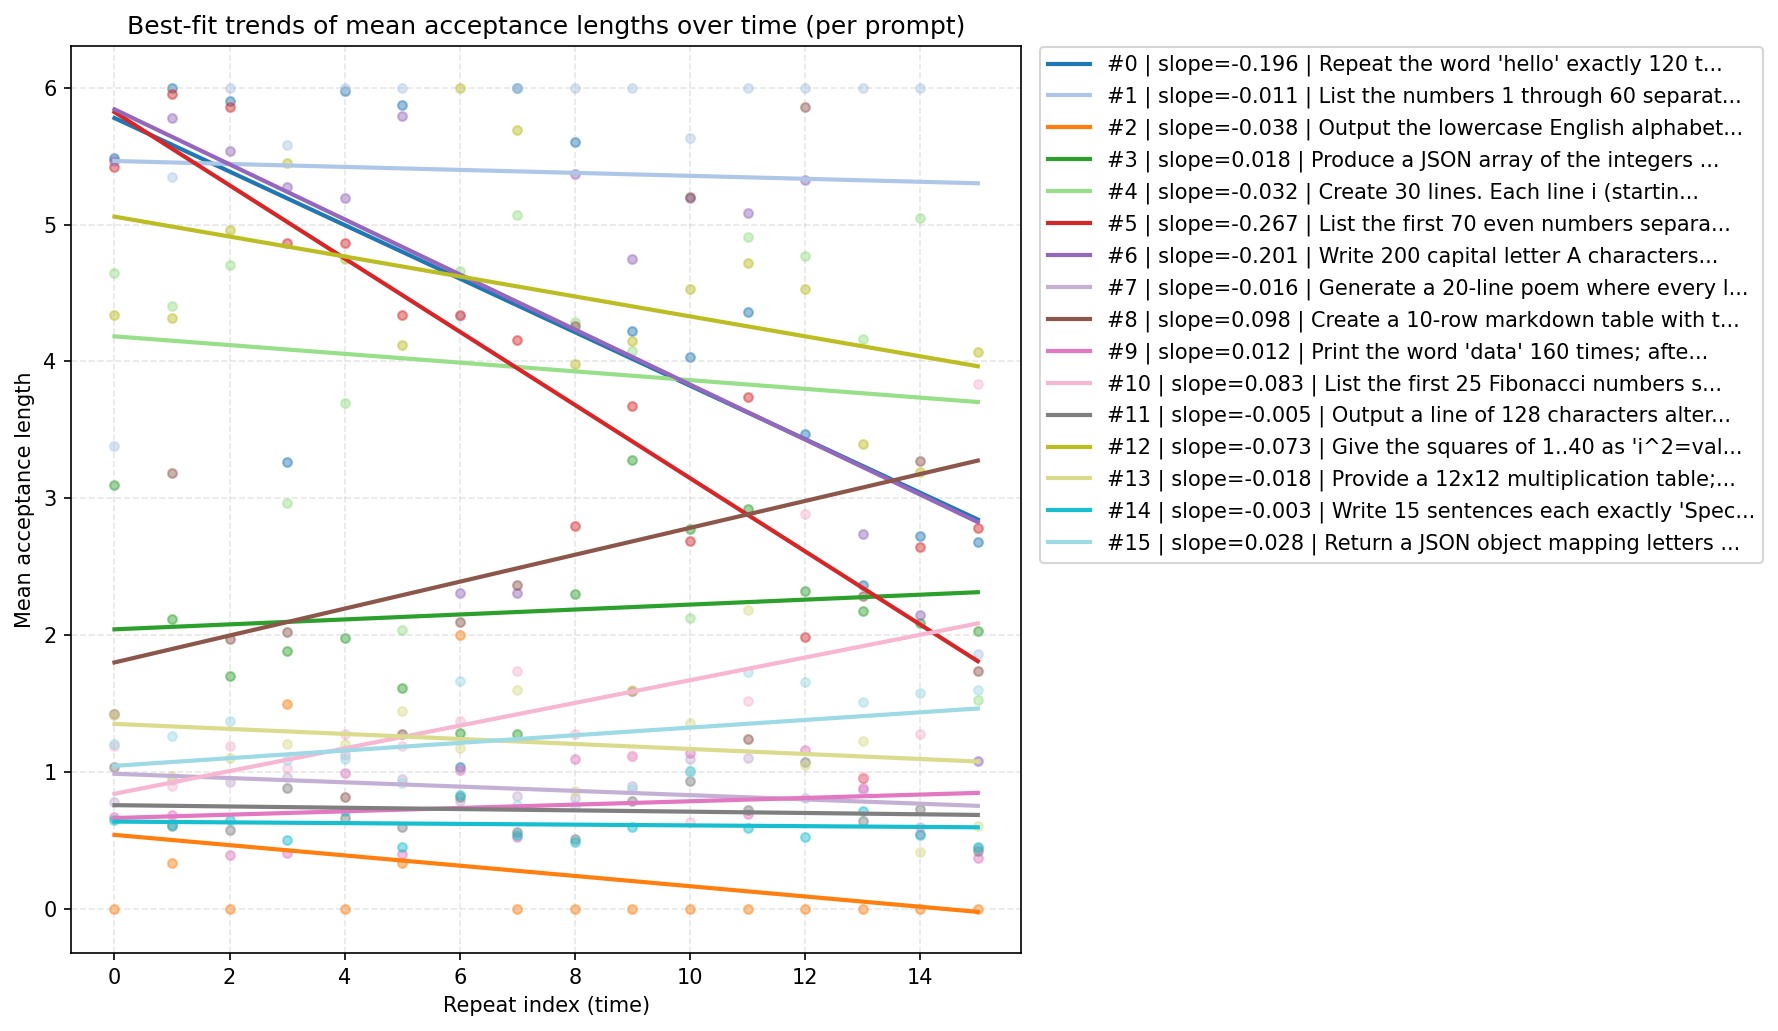 Best-fit trends of mean acceptance lengths over time (per prompt)
Mean acceptance length
6
5
4
3
2
1
0
0 2 4 6 8 10 12 14
Repeat index (time)
#0 | slope=-0.196 | Repeat the word 'hello' exactly 120 t...
#1 | slope=-0.011 | List the numbers 1 through 60 separat...
#2 | slope=-0.038 | Output the lowercase English alphabet...
#3 | slope=0.018 | Produce a JSON array of the integers ...
#4 | slope=-0.032 | Create 30 lines. Each line i (startin...
#5 | slope=-0.267 | List the first 70 even numbers separa...
#6 | slope=-0.201 | Write 200 capital letter A characters...
#7 | slope=-0.016 | Generate a 20-line poem where every l...
#8 | slope=0.098 | Create a 10-row markdown table with t...
#9 | slope=0.012 | Print the word 'data' 160 times; afte...
#10 | slope=0.083 | List the first 25 Fibonacci numbers s...
#11 | slope=-0.005 | Output a line of 128 characters alter...
#12 | slope=-0.073 | Give the squares of 1..40 as 'i^2=val...
#13 | slope=-0.018 | Provide a 12x12 multiplication table;...
#14 | slope=-0.003 | Write 15 sentences each exactly 'Spec...
#15 | slope=0.028 | Return a JSON object mapping letters ...